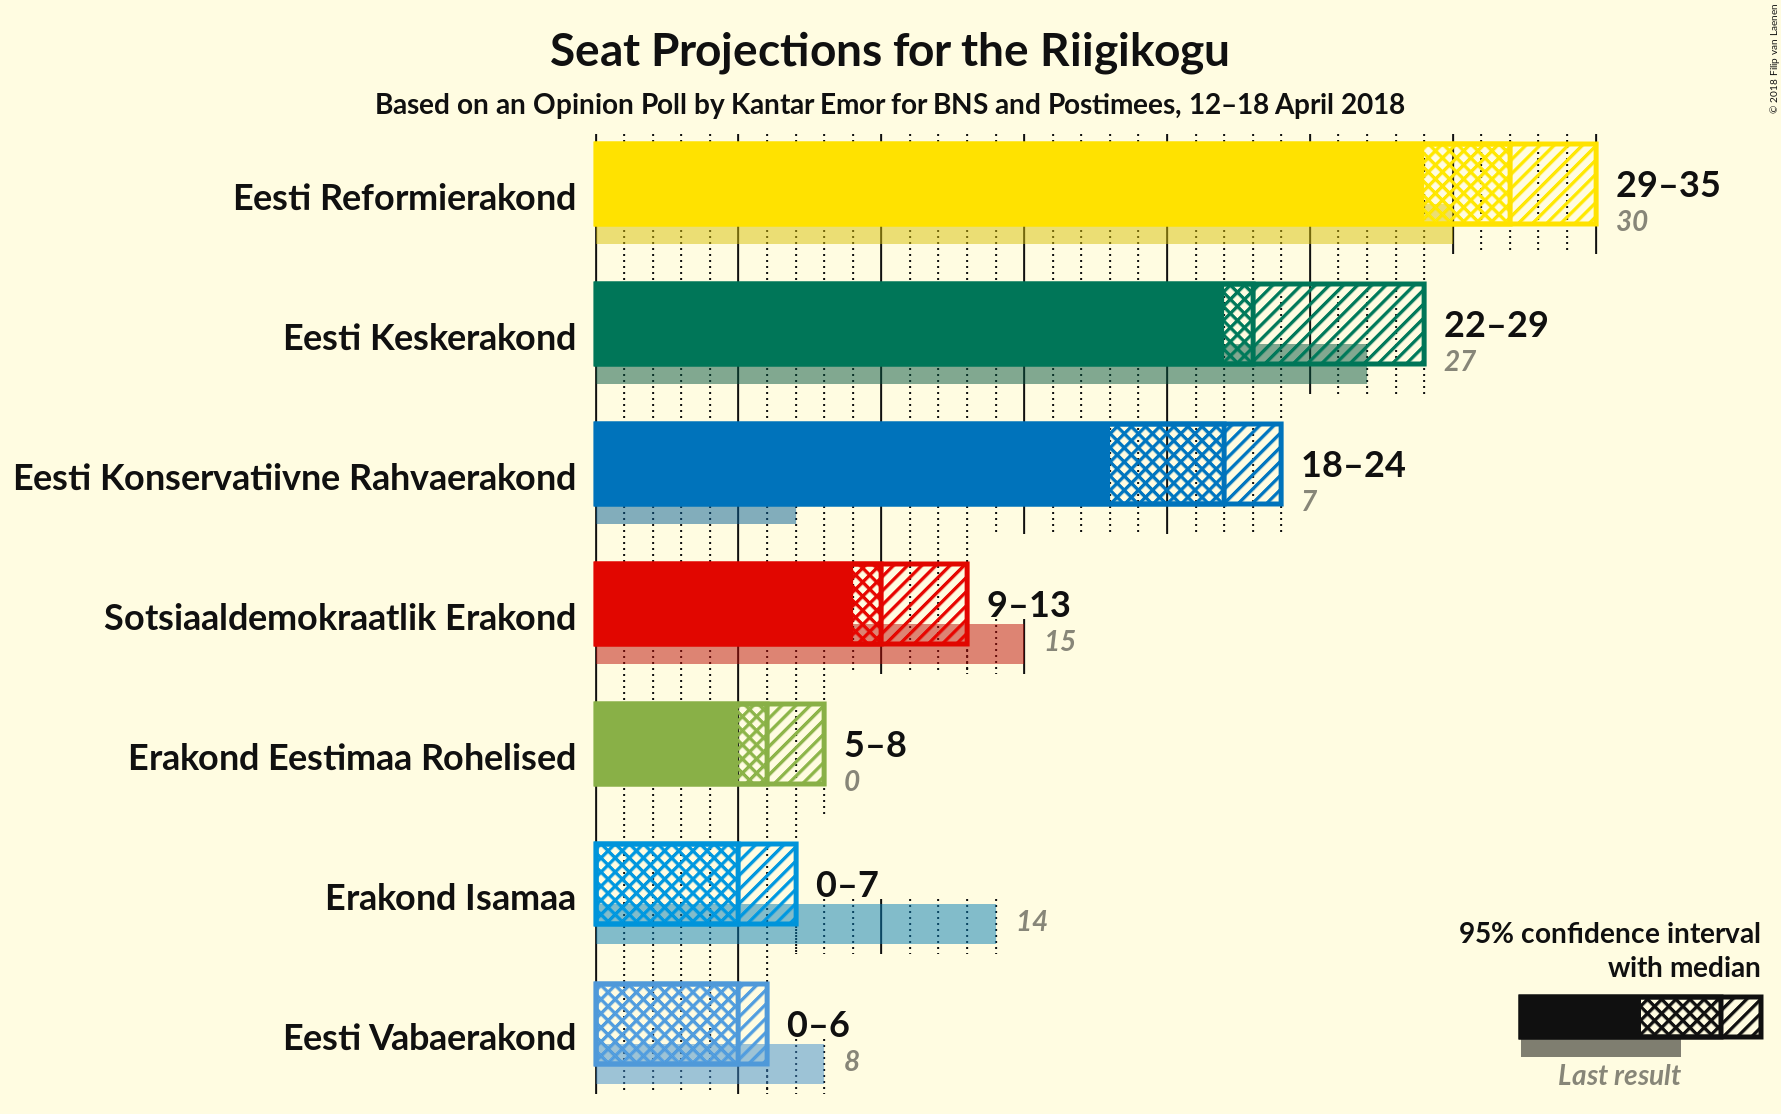 Seat Projections for the Riigikogu
Based on an Opinion Poll by Kantar Emor for BNS and Postimees, 12–18 April 2018
© 2018 Filip van Laenen
Eesti Reformierakond
29–35
30
Eesti Keskerakond
22–29
27
Eesti Konservatiivne Rahvaerakond
18–24
7
Sotsiaaldemokraatlik Erakond
9–13
15
Erakond Eestimaa Rohelised
5–8
0
Erakond Isamaa
0–7
14
Eesti Vabaerakond
0–6
8
95% confidence interval
with median
Last result